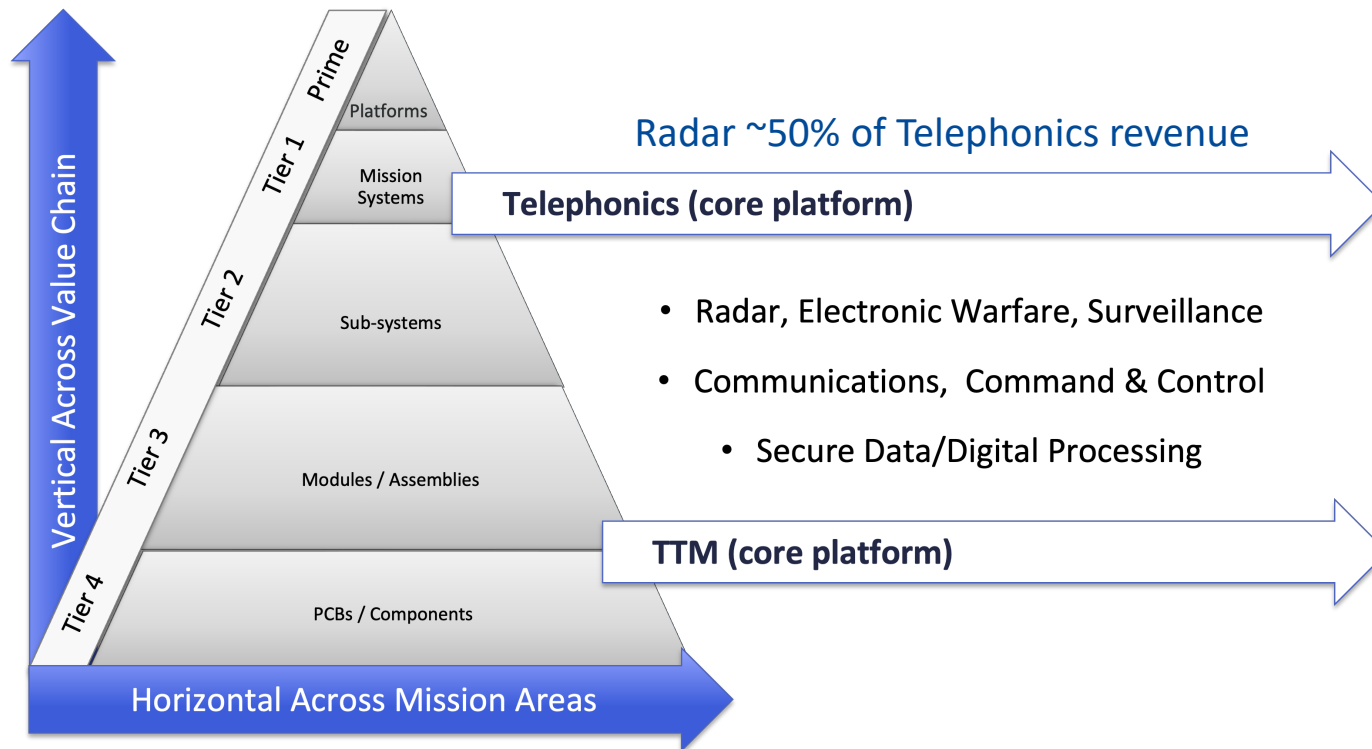 Vertical Across Value Chain
Prime
Tier 1
Tier 2
Tier 3
Tier 4
Platforms
Mission
Systems
Sub-systems
Modules / Assemblies
PCBs / Components
Horizontal Across Mission Areas
Radar ~50% of Telephonics revenue
Telephonics (core platform)
• Radar, Electronic Warfare, Surveillance
• Communications,  Command & Control
• Secure Data/Digital Processing
TTM (core platform)